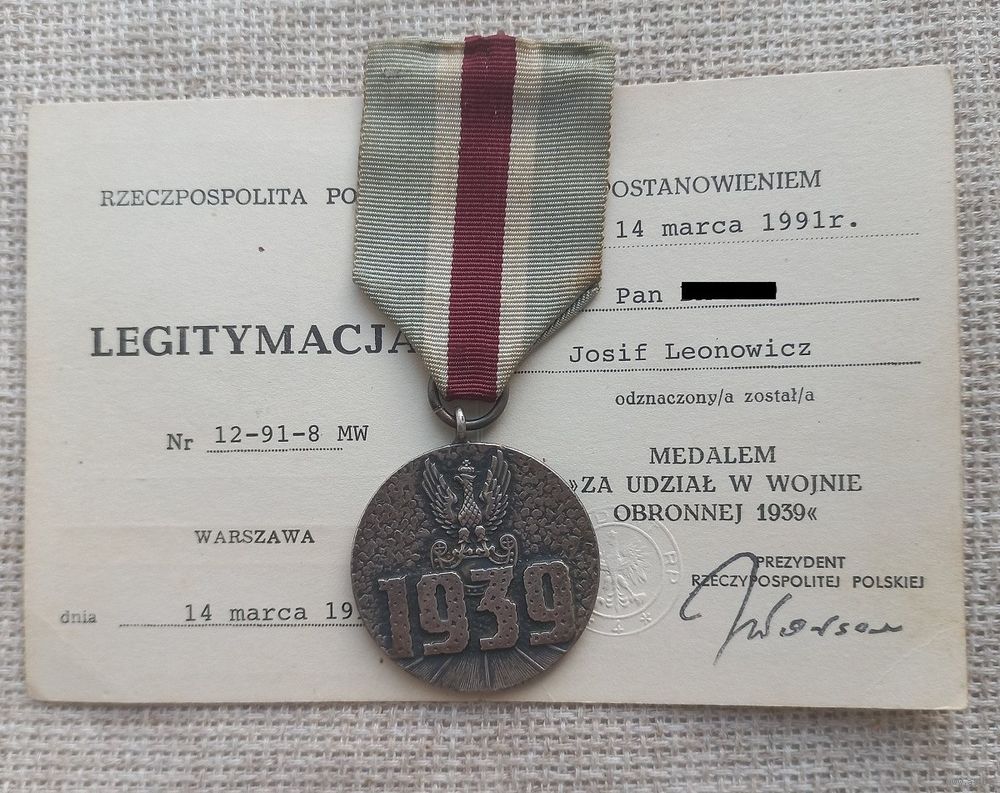 RZECZPOSPOLITA PO
LEGITYMACJA
Nr 12-91-8 MW
WARSZAWA
dnia 14 marca 19
POSTANOWIENIEM
14 marca 1991r.
Pan
Josif Leonowicz
odznaczony/a został/a
MEDALEM
»ZA UDZIAŁ W WOJNIE
OBRONNEJ 1939«
PREZYDENT
RZECZYPOSPOLITEJ POLSKIEJ
RP
1939